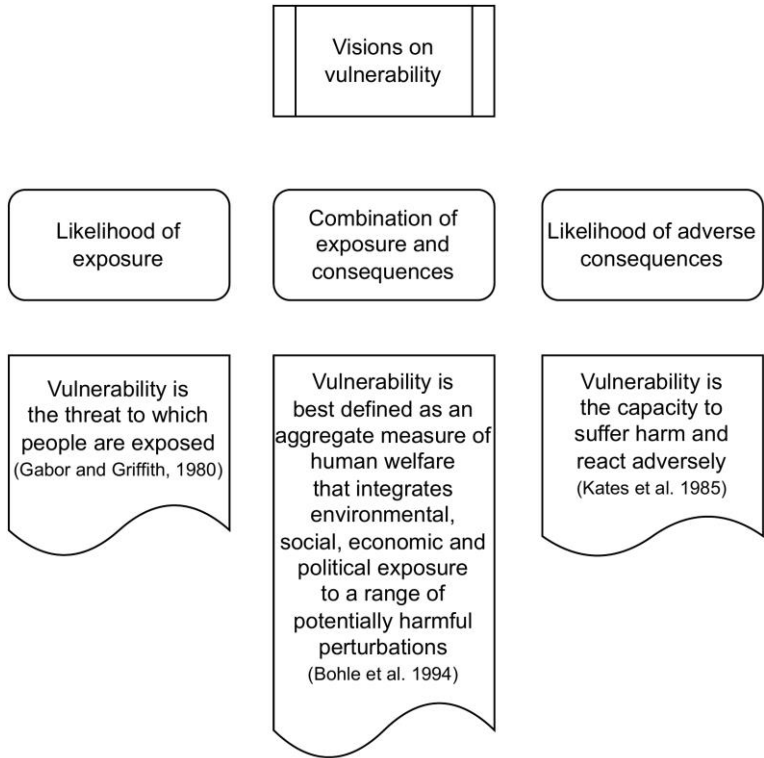 Visions on
vulnerability
Likelihood of
exposure
Combination of
exposure and
consequences
Likelihood of adverse
consequences
Vulnerability is
the threat to which
people are exposed
(Gabor and Griffith, 1980)
Vulnerability is
best defined as an
aggregate measure of
human welfare
that integrates
environmental,
social, economic and
political exposure
to a range of
potentially harmful
perturbations
(Bohle et al. 1994)
Vulnerability is
the capacity to
suffer harm and
react adversely
(Kates et al. 1985)